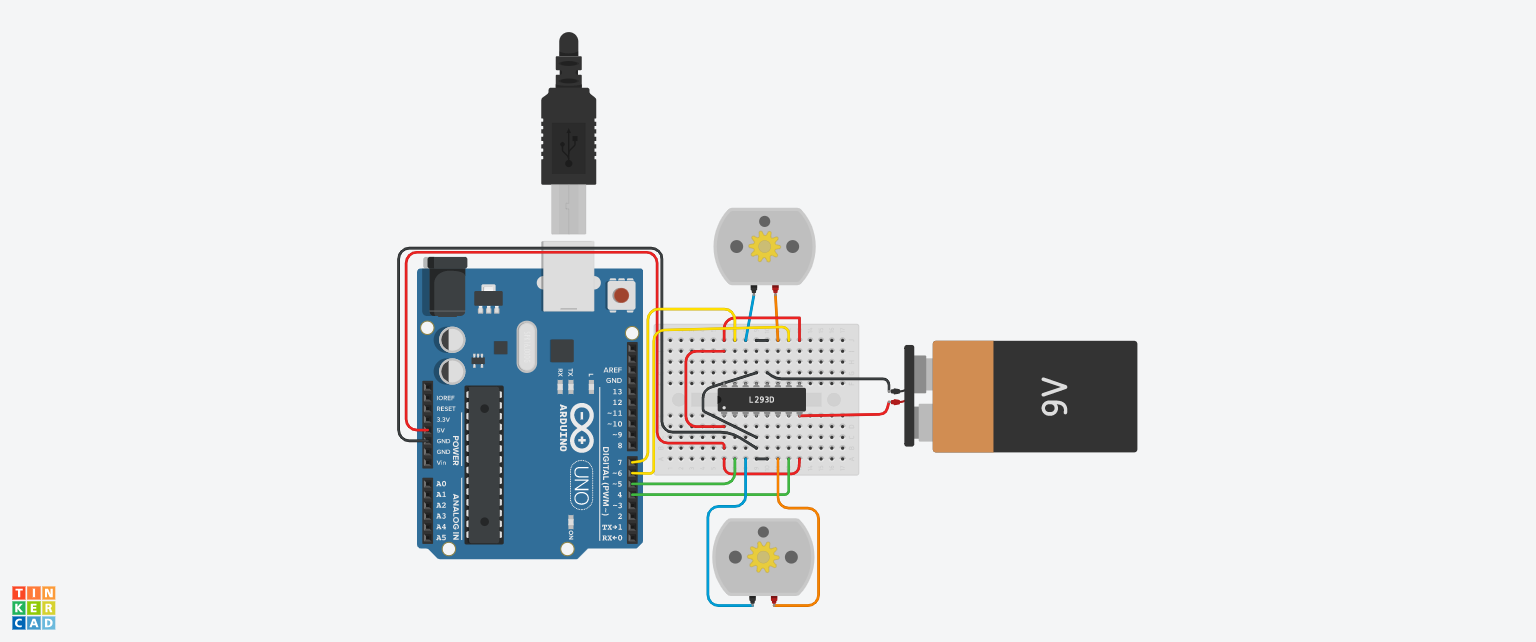 AREF
GND
13
12
~11
~10
~9
8
7
~6
~5
4
~3
2
TX→1
RX←0
DIGITAL (PWM~)
IOREF
RESET
3.3V
5V
GND
GND
Vin
POWER
A0
A1
A2
A3
A4
A5
ANALOG IN
RX
TX
L
ARDUINO
UNO
ON
L293D
9V
TIN
KER
CAD